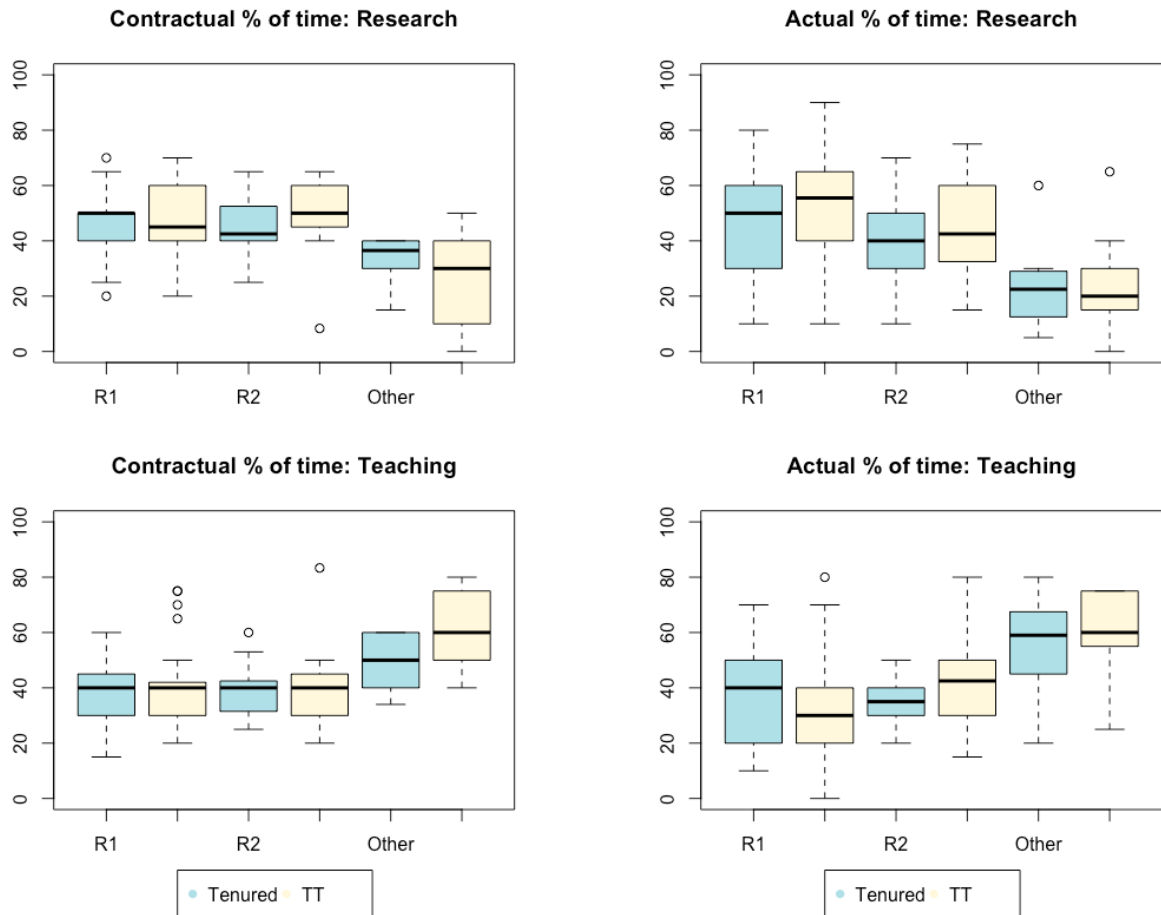 Contractual % of time: Research
100
80
60
40
20
0
R1 R2 Other
Actual % of time: Research
100
80
60
40
20
0
R1 R2 Other
Contractual % of time: Teaching
100
80
60
40
20
0
R1 R2 Other
Tenured TT
Actual % of time: Teaching
100
80
60
40
20
0
R1 R2 Other
Tenured TT